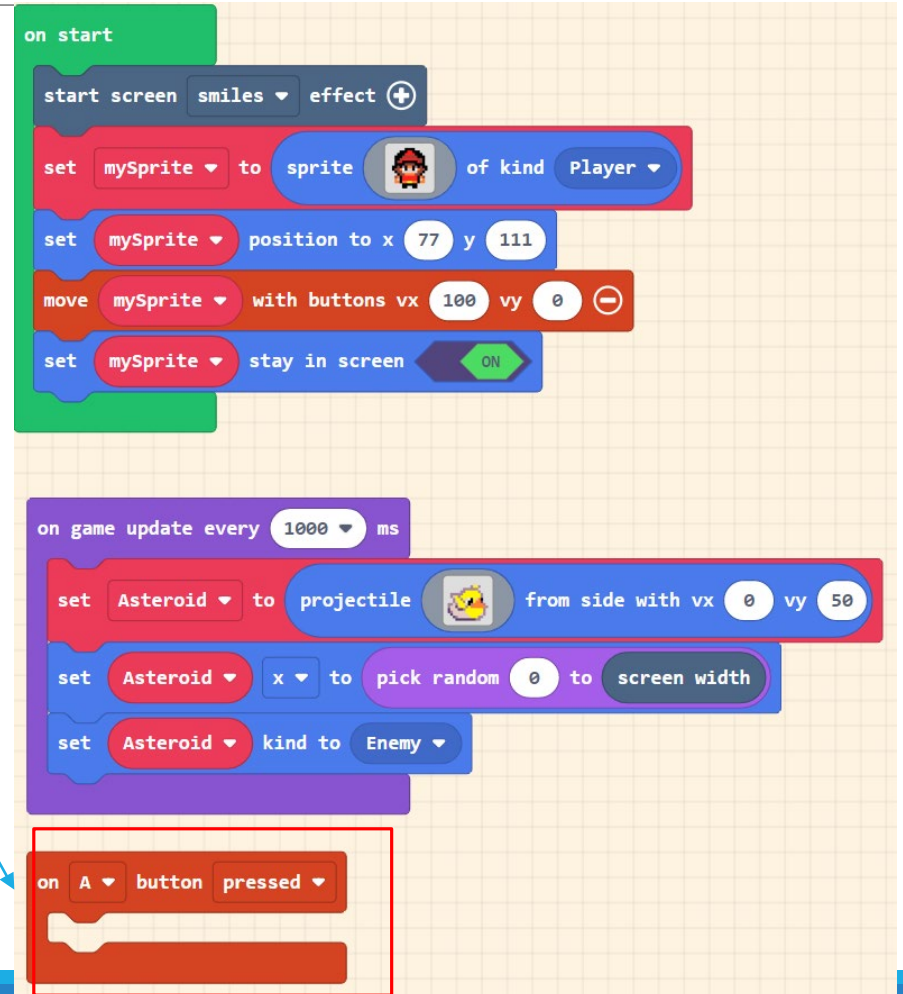 on start
start screen smiles effect
set mySprite to sprite of kind Player
set mySprite position to x 77 y 111
move mySprite with buttons vx 100 vy 0
set mySprite stay in screen ON
on game update every 1000 ms
set Asteroid to projectile from side with vx 0 vy 50
set Asteroid x to pick random 0 to screen width
set Asteroid kind to Enemy
on A button pressed